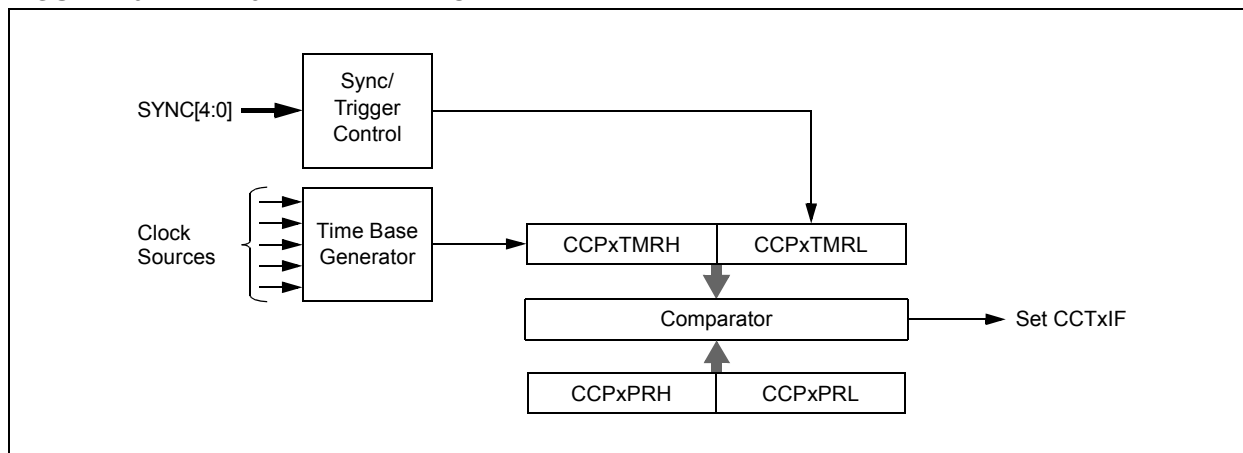 Sync/
Trigger
Control
SYNC[4:0]
Clock
Sources
Time Base
Generator
CCPxTMRH
CCPxTMRL
Comparator
Set CCTxIF
CCPxPRH
CCPxPRL